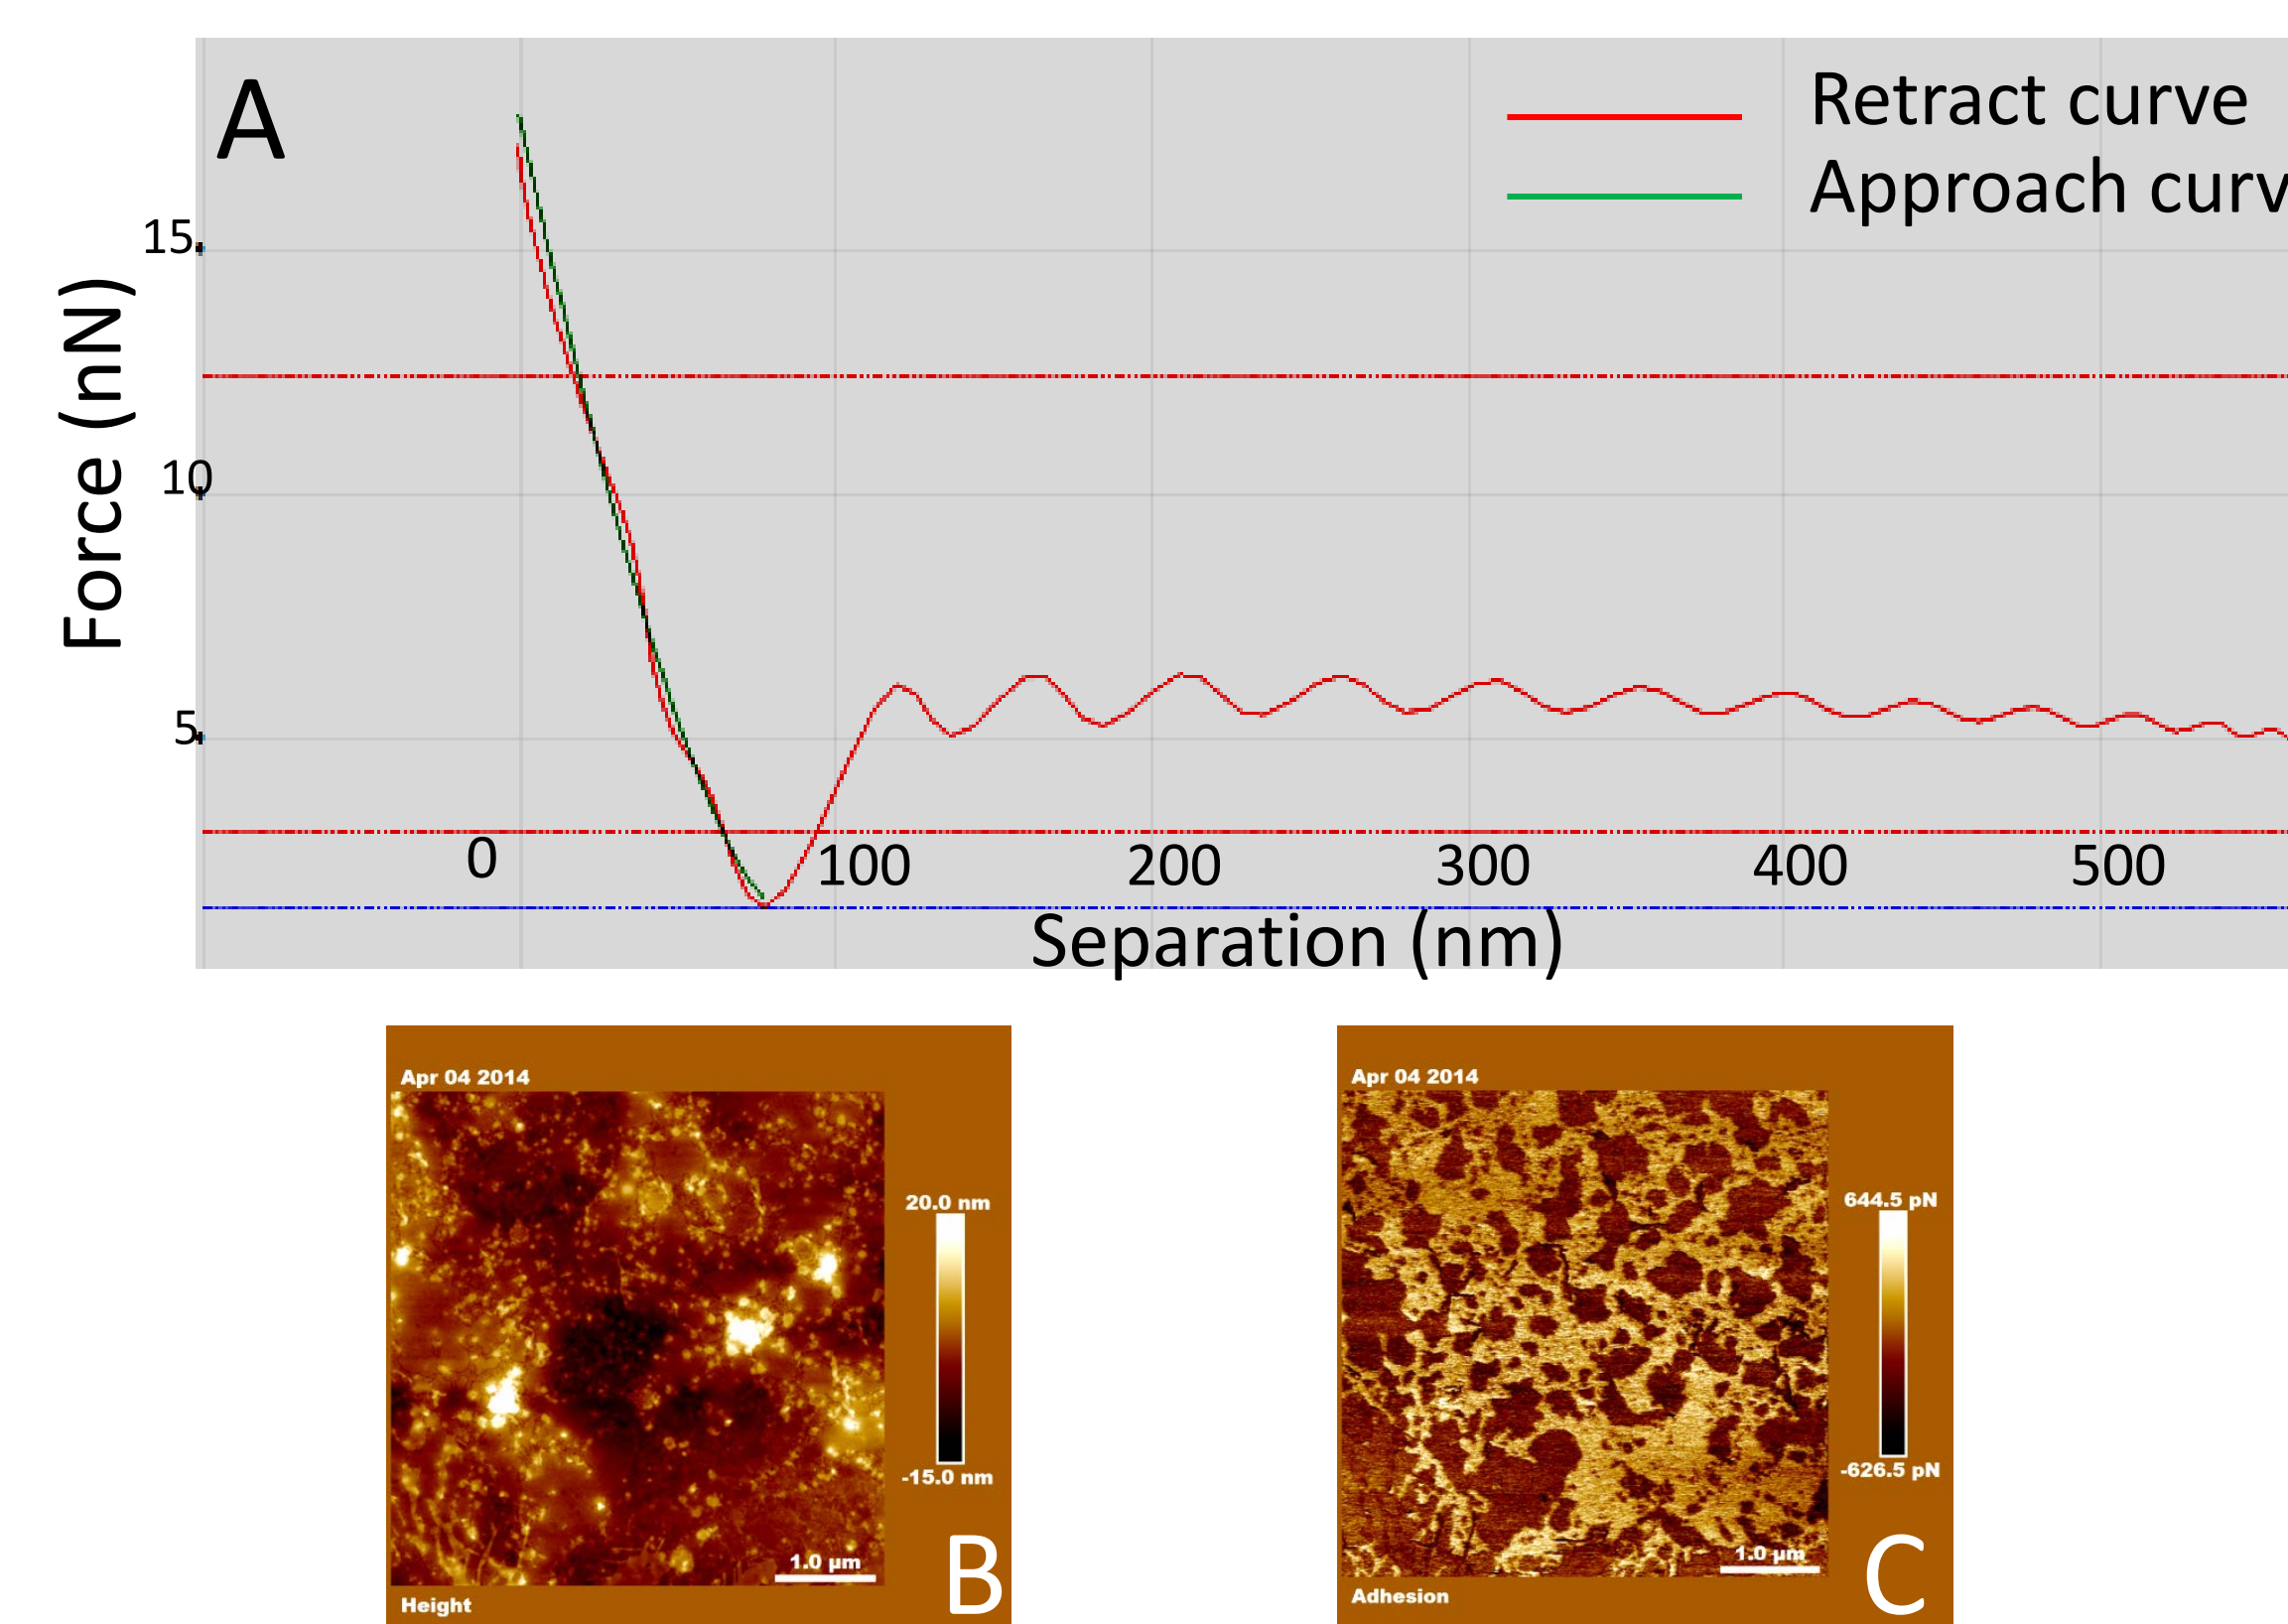 A
Retract curve
Approach curv
15
10
5
Force (nN)
0 100 200 300 400 500
Separation (nm)
Apr 04 2014
20.0 nm
-15.0 nm
1.0 µm
Height
B
Apr 04 2014
644.5 pN
-626.5 pN
1.0 µm
Adhesion
C